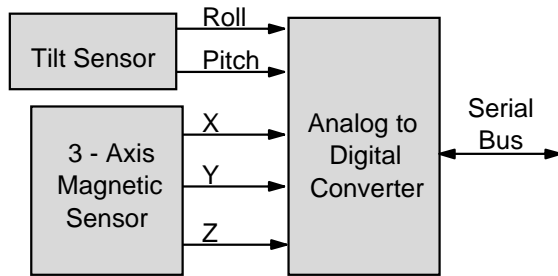 Roll
Tilt Sensor
Pitch
3 - Axis
Magnetic
Sensor
X
Y
Z
Analog to
Digital
Converter
Serial
Bus